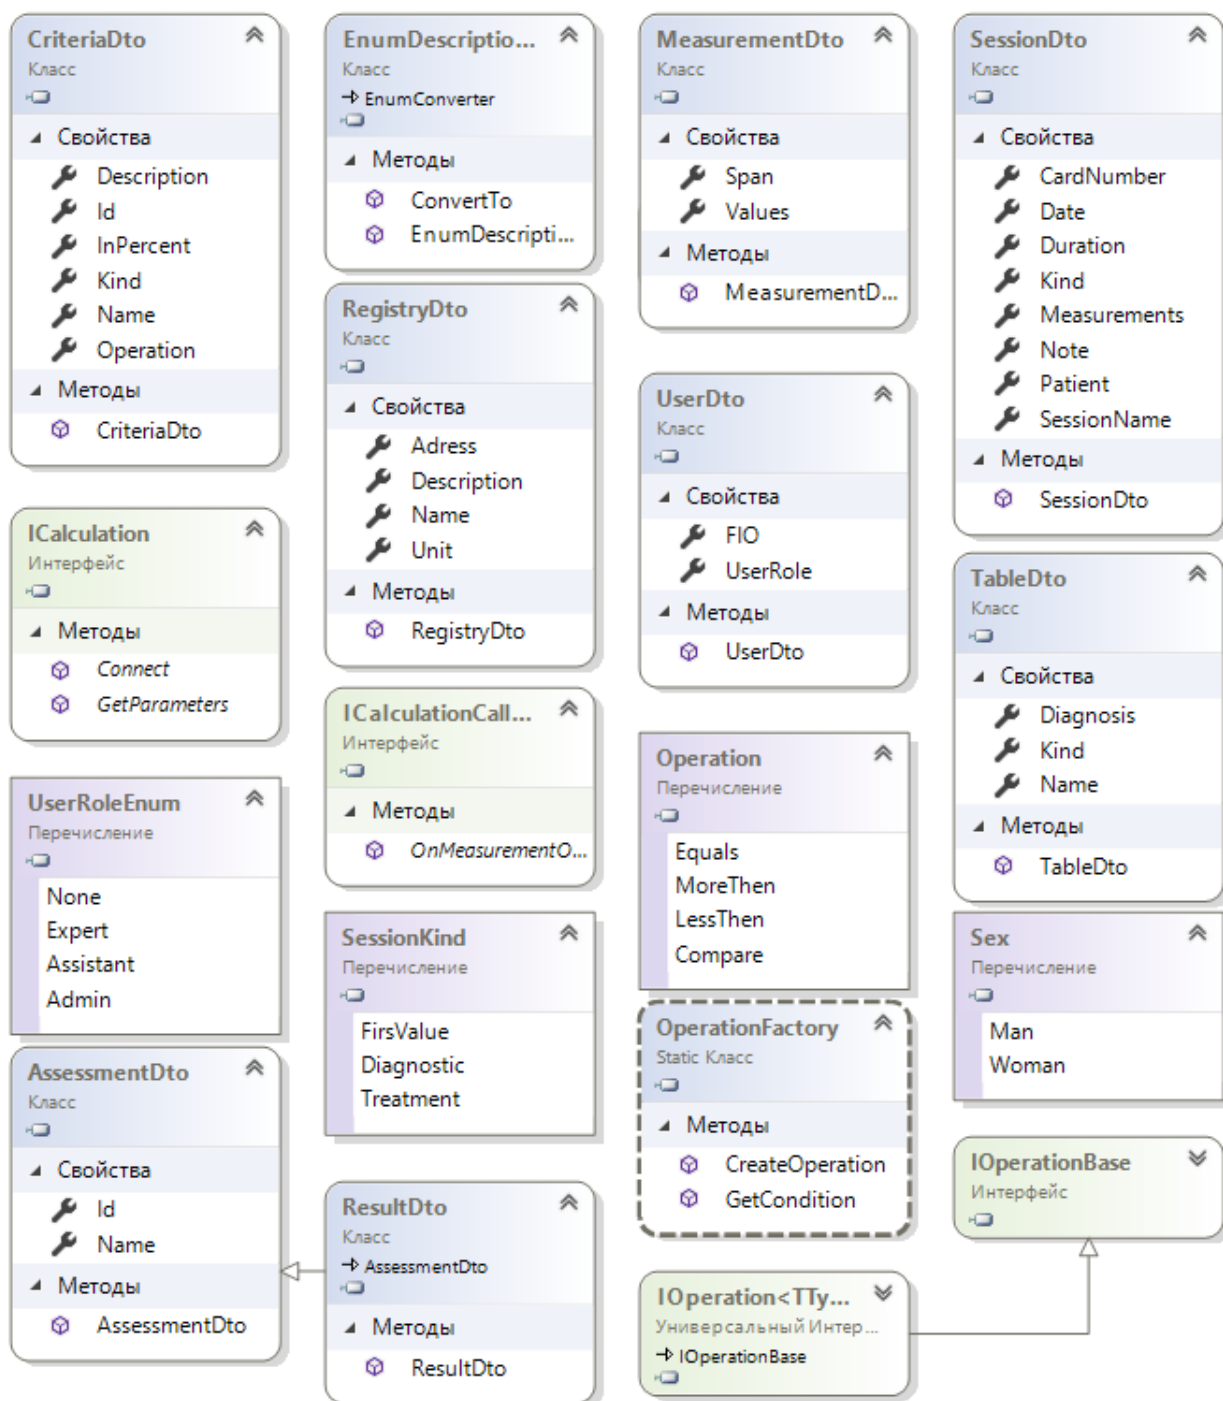 CriteriaDto
Класс
Свойства
Description
Id
InPercent
Kind
Name
Operation
Методы
CriteriaDto
EnumDescriptio...
Класс
EnumConverter
Методы
ConvertTo
EnumDescripti...
MeasurementDto
Класс
Свойства
Span
Values
Методы
MeasurementD...
SessionDto
Класс
Свойства
CardNumber
Date
Duration
Kind
Measurements
Note
Patient
SessionName
Методы
SessionDto
RegistryDto
Класс
Свойства
Adress
Description
Name
Unit
Методы
RegistryDto
UserDto
Класс
Свойства
FIO
UserRole
Методы
UserDto
ICalculation
Интерфейс
Методы
Connect
GetParameters
TableDto
Класс
Свойства
Diagnosis
Kind
Name
Методы
TableDto
ICalculationCall...
Интерфейс
Методы
OnMeasurementO...
Operation
Перечисление
Equals
MoreThen
LessThen
Compare
UserRoleEnum
Перечисление
None
Expert
Assistant
Admin
SessionKind
Перечисление
FirsValue
Diagnostic
Treatment
Sex
Перечисление
Man
Woman
OperationFactory
Static Класс
Методы
CreateOperation
GetCondition
AssessmentDto
Класс
Свойства
Id
Name
Методы
AssessmentDto
ResultDto
Класс
AssessmentDto
Методы
ResultDto
IOperationBase
Интерфейс
IOperation<TTy...
Универсальный Интер...
IOperationBase